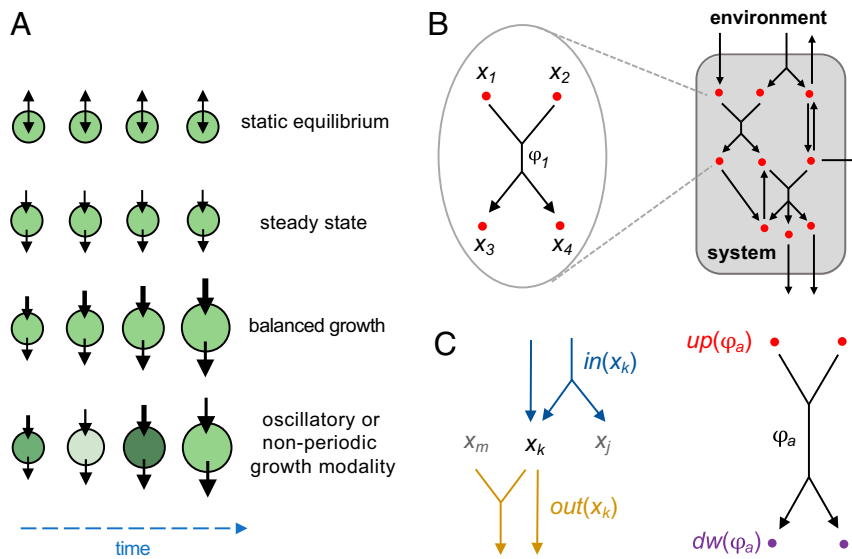 A
static equilibrium
steady state
balanced growth
oscillatory or
non-periodic
growth modality
time
B
environment
x1 x2
φ1
x3 x4
system
C
in(xk)
xm xk xj
out(xk)
up(φa)
φa
dw(φa)